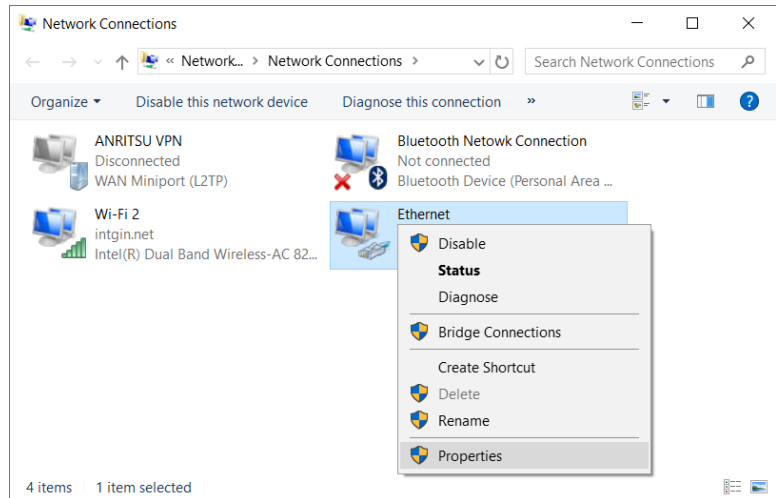 Network Connections
« Network... > Network Connections >
Search Network Connections
Organize
Disable this network device
Diagnose this connection
»
?
ANRITSU VPN
Disconnected
WAN Miniport (L2TP)
Bluetooth Netowk Connection
Not connected
Bluetooth Device (Personal Area ...
Wi-Fi 2
intgin.net
Intel(R) Dual Band Wireless-AC 82...
Ethernet
Disable
Status
Diagnose
Bridge Connections
Create Shortcut
Delete
Rename
Properties
4 items
1 item selected